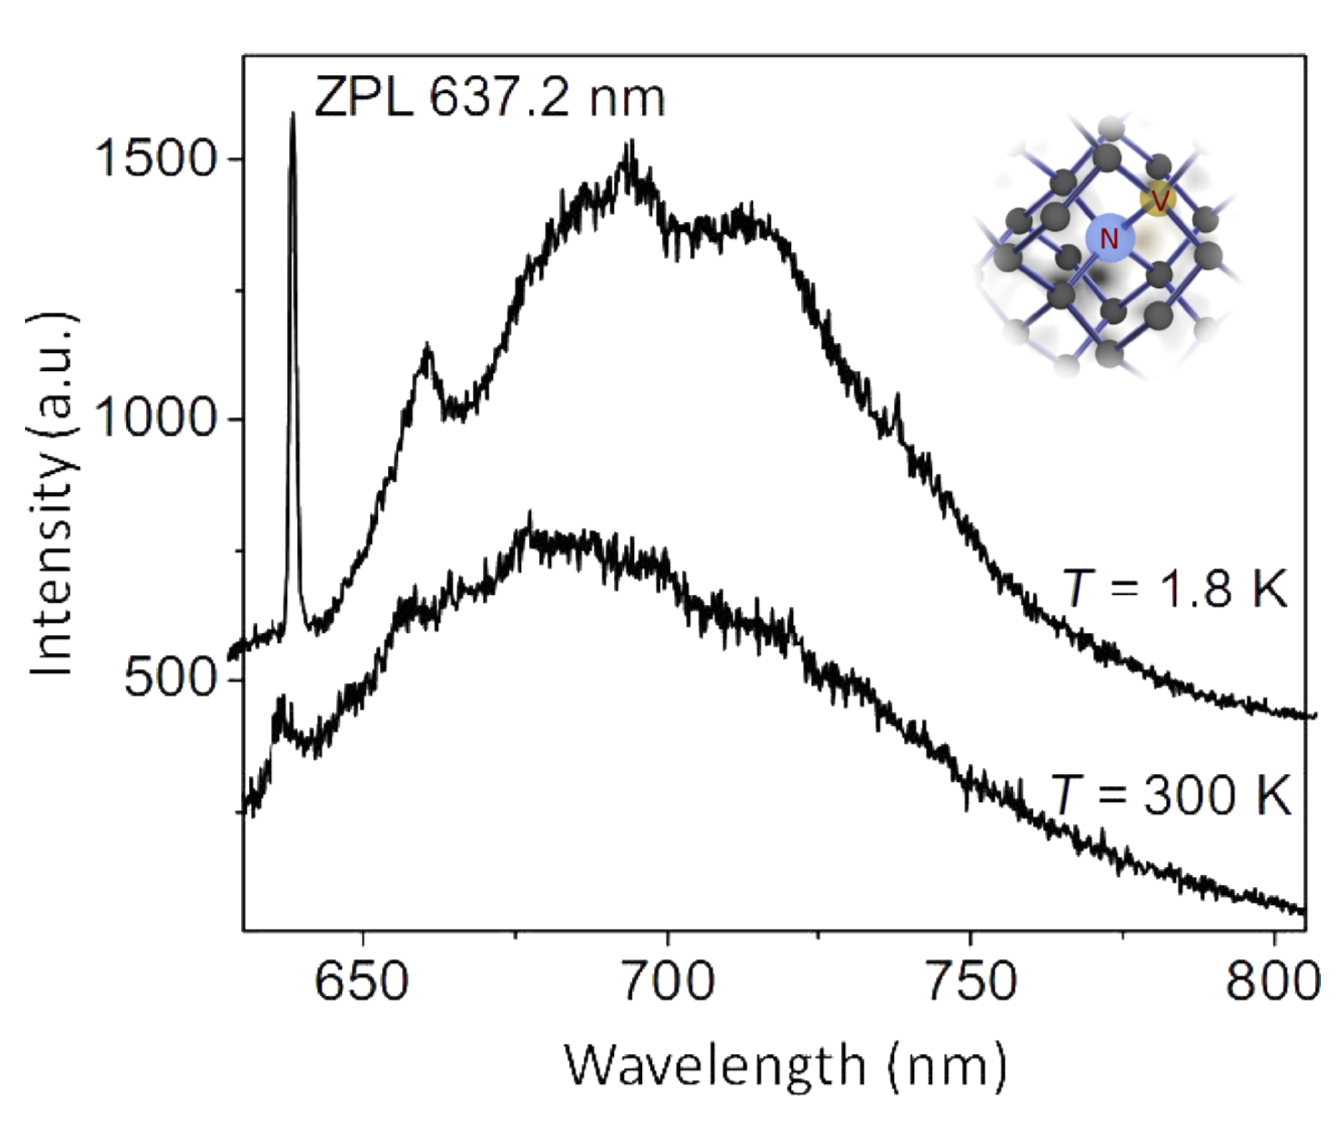 ZPL 637.2 nm
1500
V
N
1000
Intensity (a.u.)
T = 1.8 K
500
T = 300 K
650 700 750 800
Wavelength (nm)